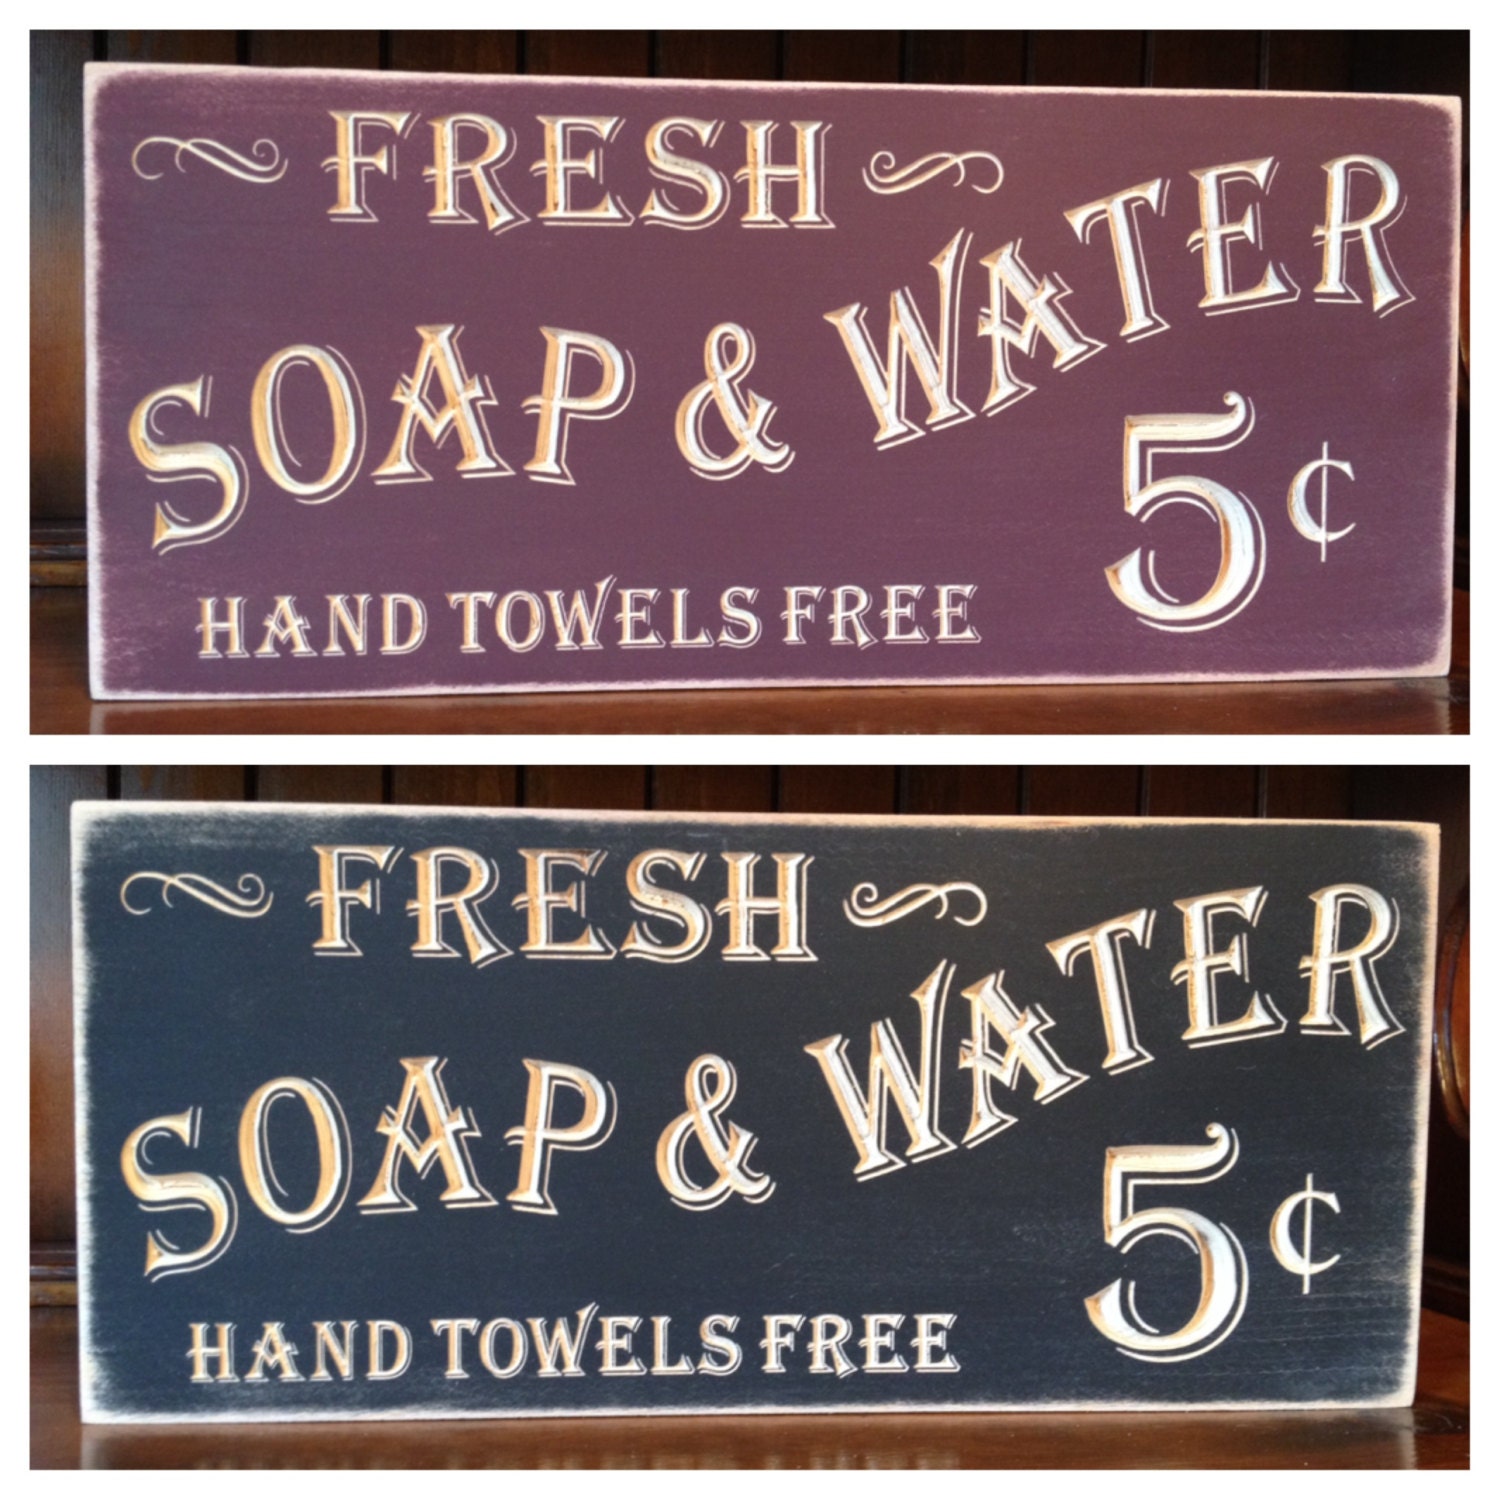 ~ FRESH ~
SOAP & WATER
5¢
HAND TOWELS FREE
~ FRESH ~
SOAP & WATER
5¢
HAND TOWELS FREE